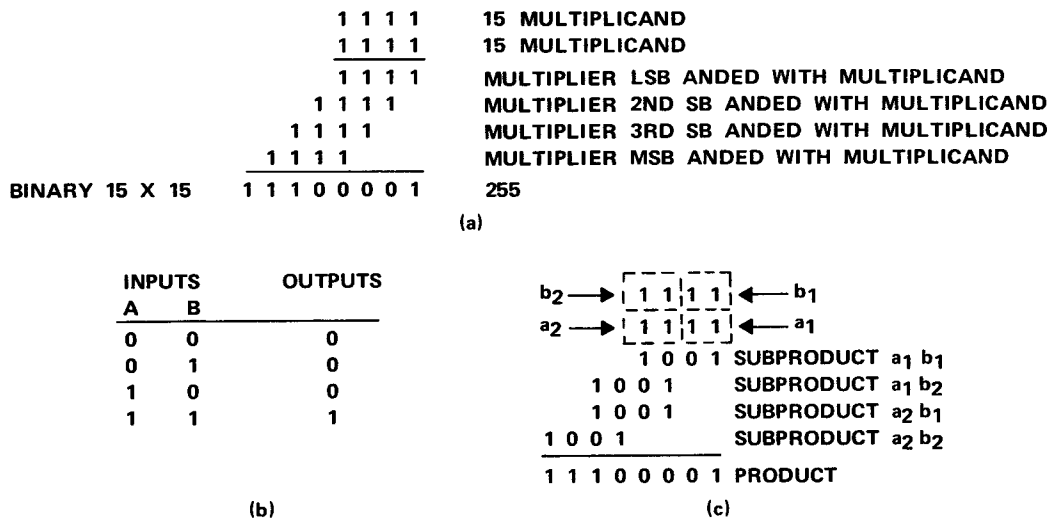 1 1 1 1 15 MULTIPLICAND
1 1 1 1 15 MULTIPLICAND
1 1 1 1 MULTIPLIER LSB ANDED WITH MULTIPLICAND
1 1 1 1 MULTIPLIER 2ND SB ANDED WITH MULTIPLICAND
1 1 1 1 MULTIPLIER 3RD SB ANDED WITH MULTIPLICAND
1 1 1 1 MULTIPLIER MSB ANDED WITH MULTIPLICAND
BINARY 15 X 15 1 1 1 0 0 0 0 1 255
(a)
INPUTS OUTPUTS
A B
0 0 0
0 1 0
1 0 0
1 1 1
(b)
b2 1 1 1 1 b1
a2 1 1 1 1 a1
1 0 0 1 SUBPRODUCT a1 b1
1 0 0 1 SUBPRODUCT a1 b2
1 0 0 1 SUBPRODUCT a2 b1
1 0 0 1 SUBPRODUCT a2 b2
1 1 1 0 0 0 0 1 PRODUCT
(c)